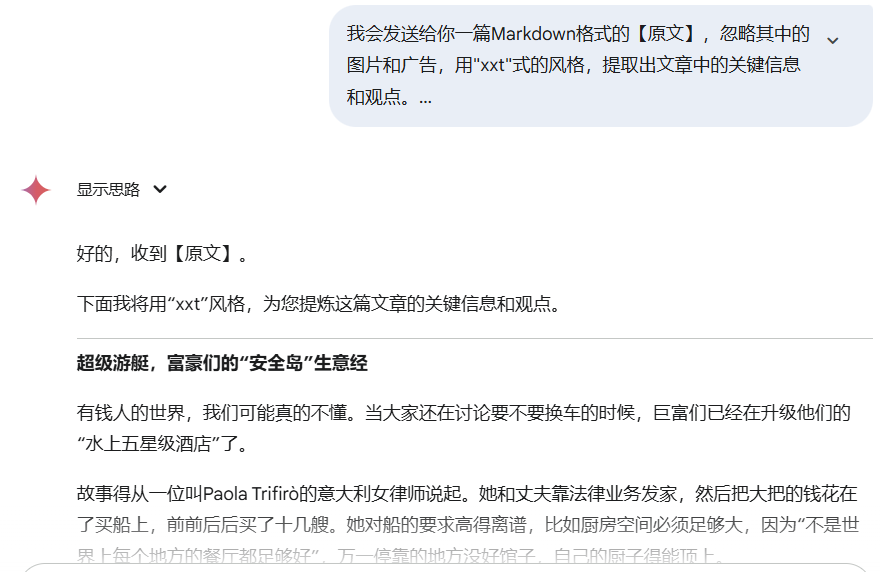 我会发送给你一篇Markdown格式的【原文】，忽略其中的
图片和广告，用"xxt"式的风格，提取出文章中的关键信息
和观点。...
显示思路
好的，收到【原文】。
下面我将用“xxt”风格，为您提炼这篇文章的关键信息和观点。
超级游艇，富豪们的“安全岛”生意经
有钱人的世界，我们可能真的不懂。当大家还在讨论要不要换车的时候，巨富们已经在升级他们的
“水上五星级酒店”了。
故事得从一位叫Paola Trifirò的意大利女律师说起。她和丈夫靠法律业务发家，然后把大把的钱花在
了买船上，前前后后买了十几艘。她对船的要求高得离谱，比如厨房空间必须足够大，因为“不是世
界上每个地方的餐厅都足够好”，万一停靠的地方没好馆子，自己的厨子得能顶上。